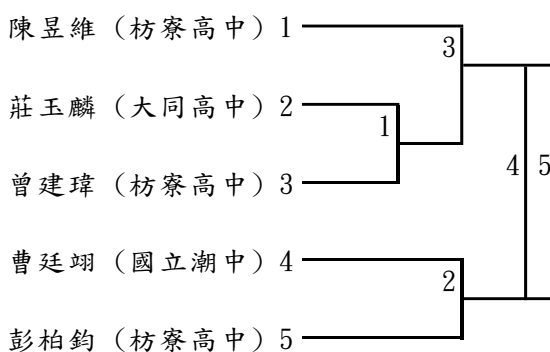 陳昱維（枋寮高中）1
3
莊玉麟（大同高中）2
1
曾建瑋（枋寮高中）3
4 5
曹廷翊（國立潮中）4
2
彭柏鈞（枋寮高中）5